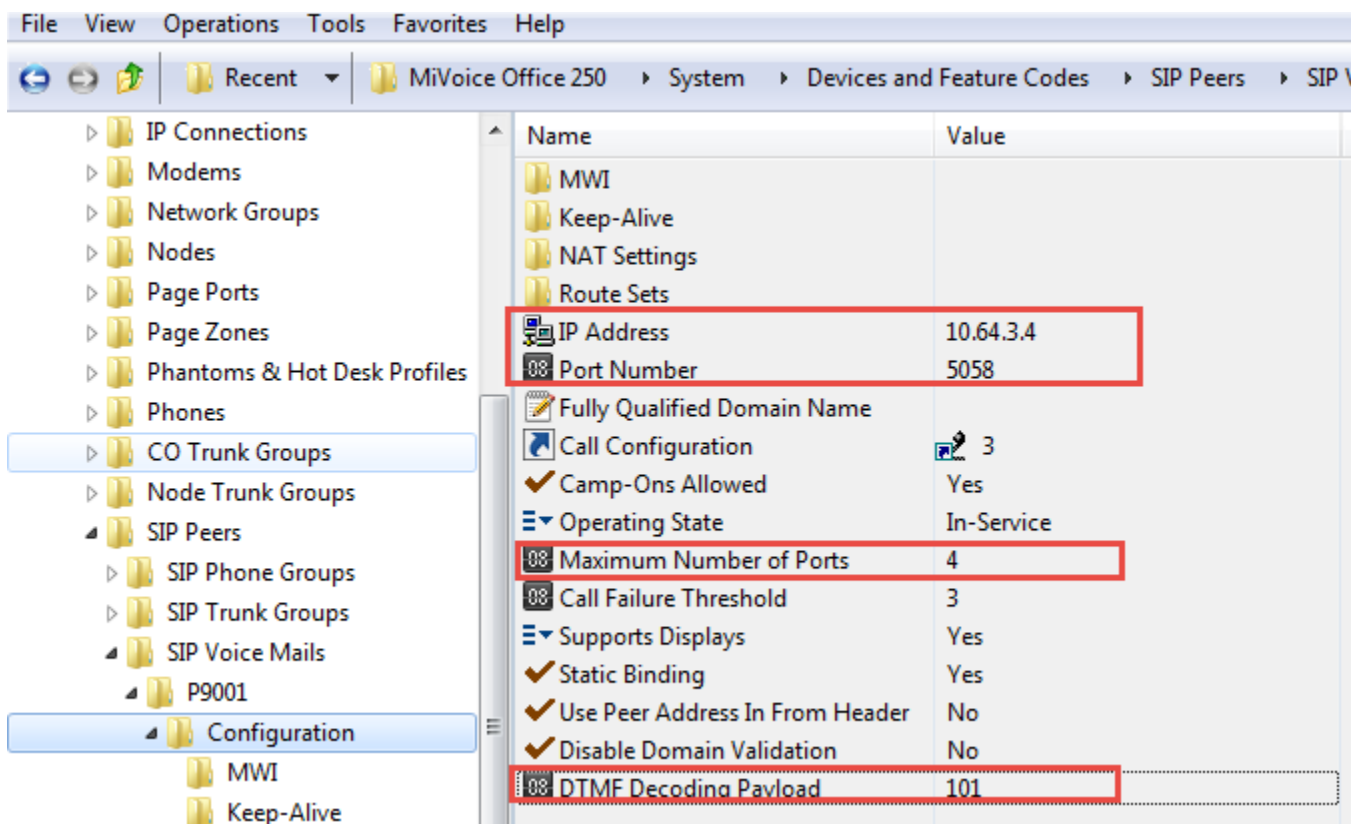 File View Operations Tools Favorites Help
Recent MiVoice Office 250 System Devices and Feature Codes SIP Peers SIP V
IP Connections
Modems
Network Groups
Nodes
Page Ports
Page Zones
Phantoms & Hot Desk Profiles
Phones
CO Trunk Groups
Node Trunk Groups
SIP Peers
SIP Phone Groups
SIP Trunk Groups
SIP Voice Mails
P9001
Configuration
MWI
Keep-Alive
Name Value
MWI
Keep-Alive
NAT Settings
Route Sets
IP Address 10.64.3.4
Port Number 5058
Fully Qualified Domain Name
Call Configuration 3
Camp-Ons Allowed Yes
Operating State In-Service
Maximum Number of Ports 4
Call Failure Threshold 3
Supports Displays Yes
Static Binding Yes
Use Peer Address In From Header No
Disable Domain Validation No
DTMF Decoding Payload 101